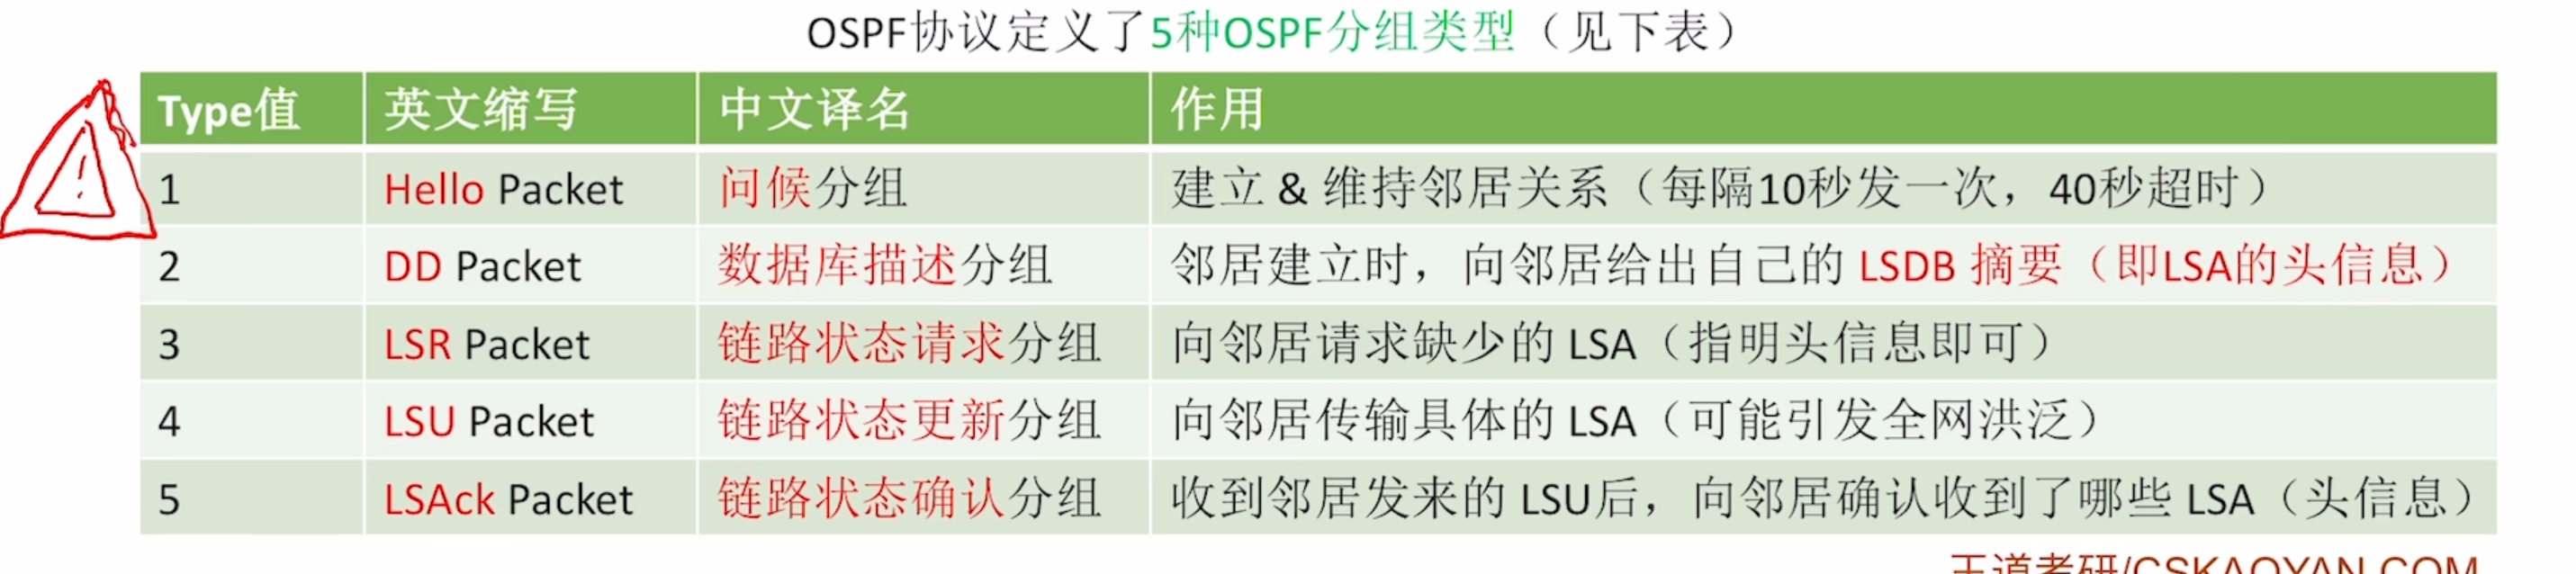 OSPF协议定义了5种OSPF分组类型（见下表）
Type值 英文缩写 中文译名 作用
1 Hello Packet 问候分组 建立 & 维持邻居关系（每隔10秒发一次，40秒超时）
2 DD Packet 数据库描述分组 邻居建立时，向邻居给出自己的 LSDB 摘要（即LSA的头信息）
3 LSR Packet 链路状态请求分组 向邻居请求缺少的 LSA（指明头信息即可）
4 LSU Packet 链路状态更新分组 向邻居传输具体的 LSA（可能引发全网洪泛）
5 LSAck Packet 链路状态确认分组 收到邻居发来的 LSU后，向邻居确认收到了哪些 LSA（头信息）
王道考研/CSKAOYAN.COM